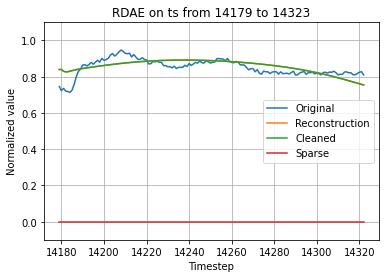 RDAE on ts from 14179 to 14323
Normalized value
1.0
0.8
0.6
0.4
0.2
0.0
Original
Reconstruction
Cleaned
Sparse
14180 14200 14220 14240 14260 14280 14300 14320
Timestep